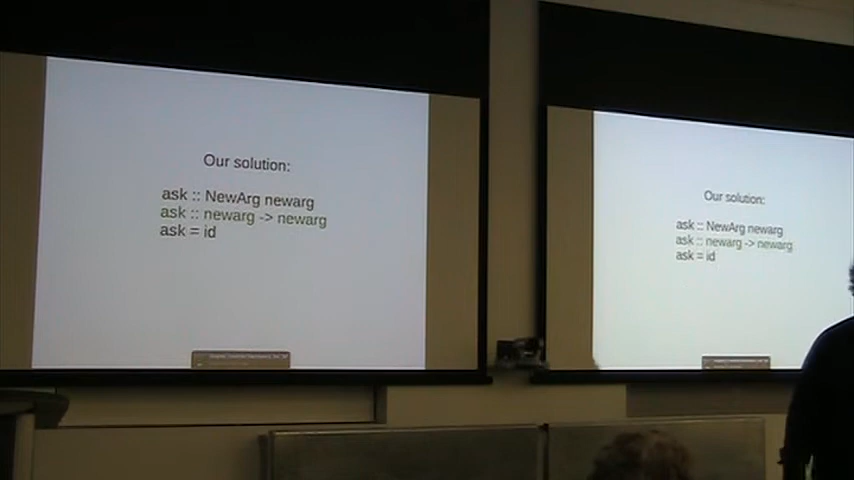 Our solution:
ask :: NewArg newarg
ask :: newarg -> newarg
ask = id
Our solution:
ask :: NewArg newarg
ask :: newarg -> newarg
ask = id